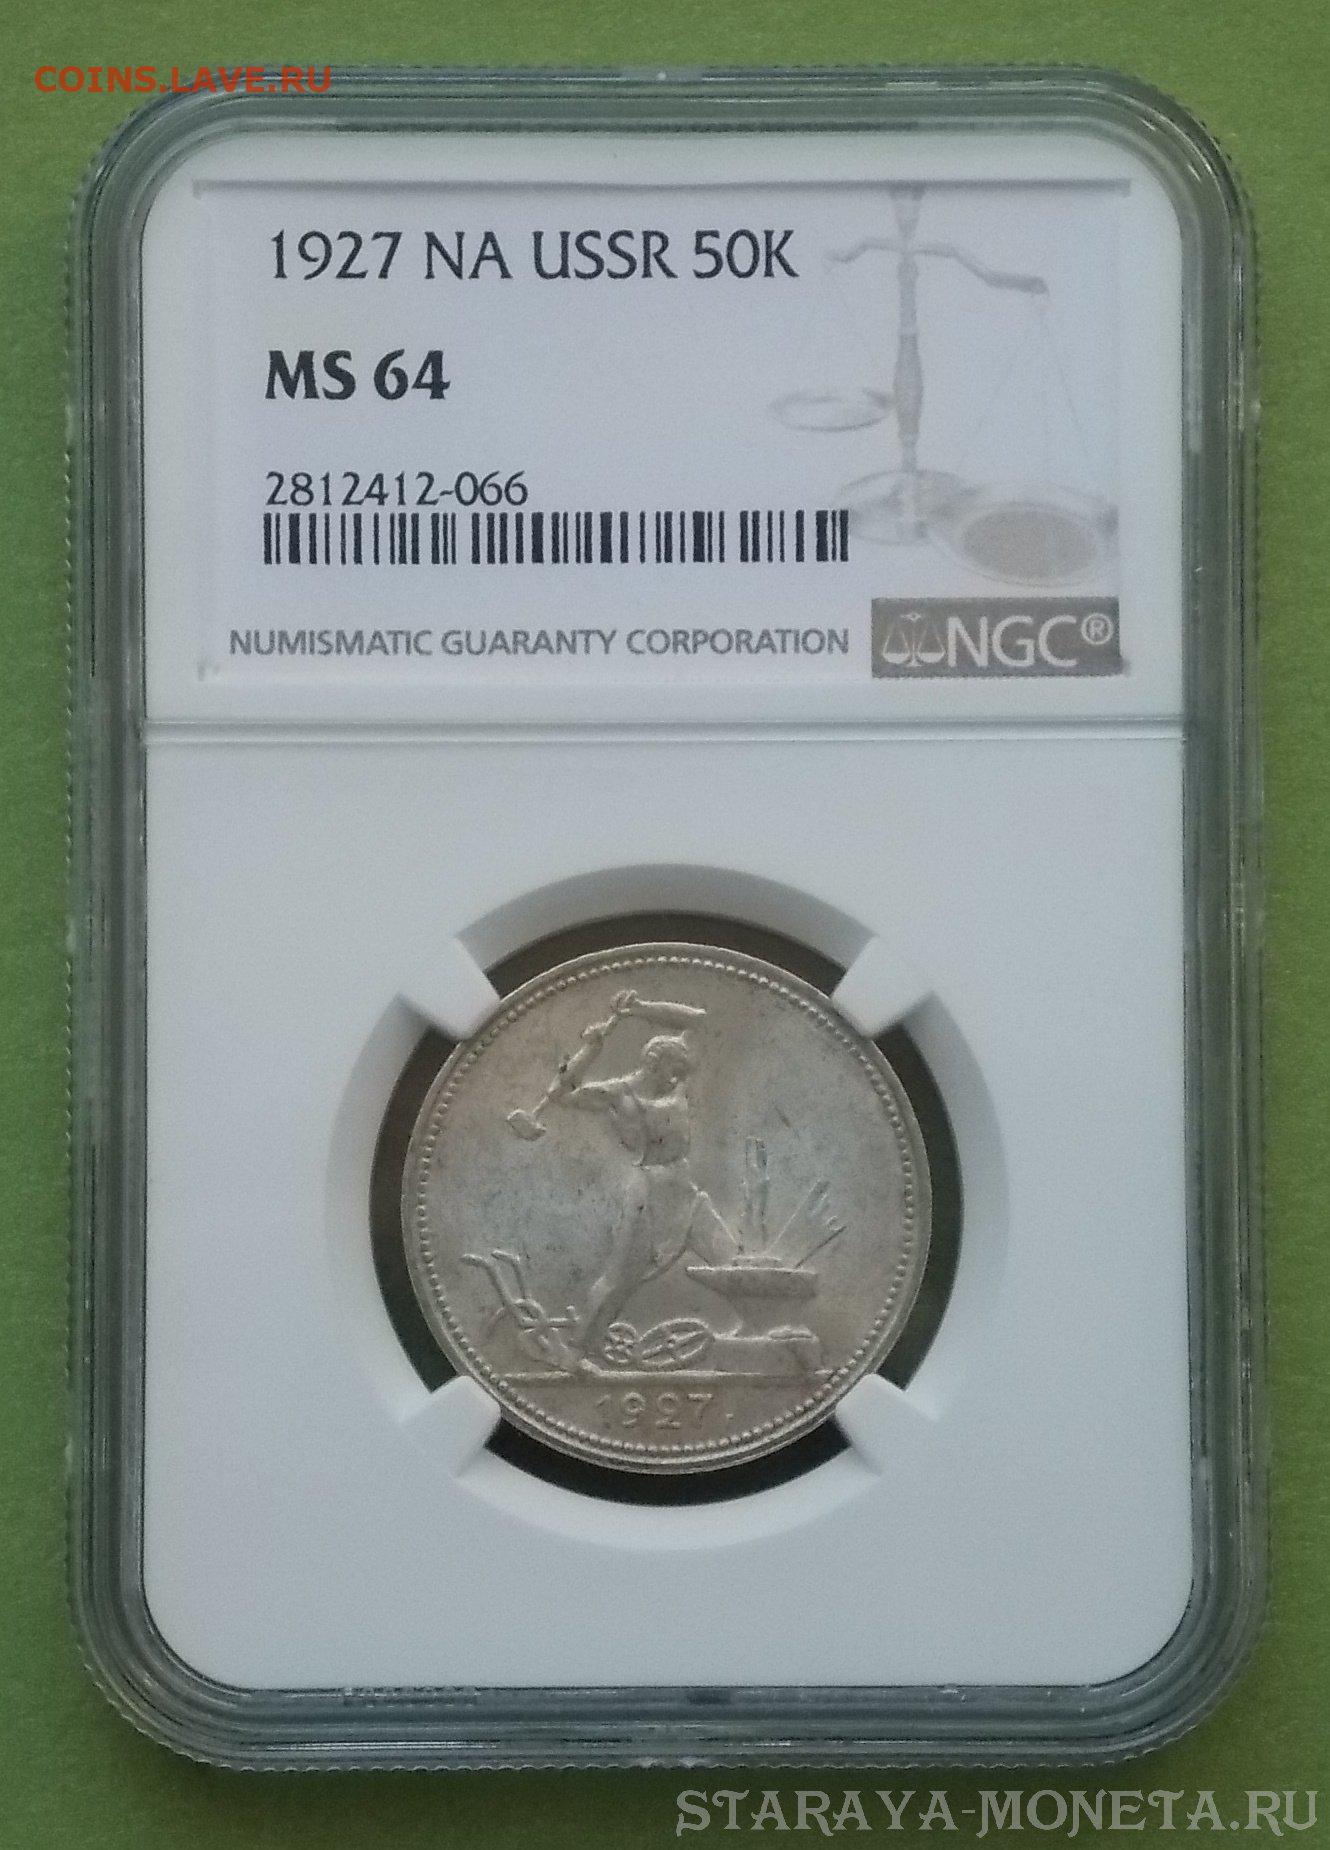 COINS.LAVE.RU
1927 NA USSR 50K
MS 64
2812412-066
NUMISMATIC GUARANTY CORPORATION NGC®
1927.
STARAYA-MONETA.RU